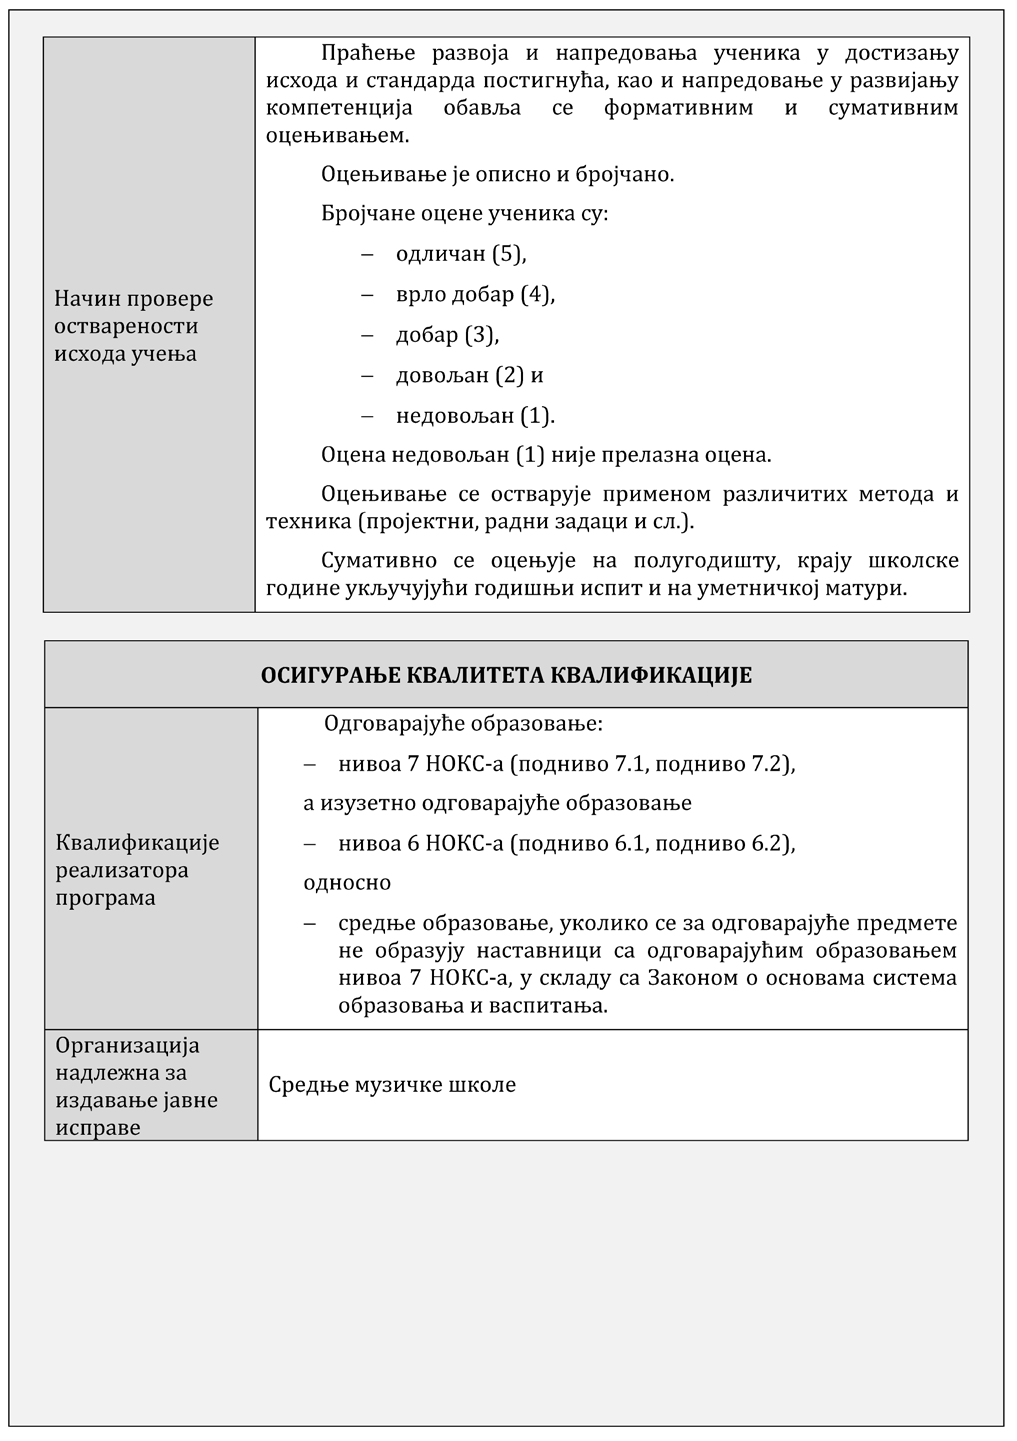 Начин провере
остварености
исхода учења
Праћење развоја и напредовања ученика у достизању
исхода и стандарда постигнућа, као и напредовање у развијању
компетенција обавља се формативним и сумативним
оцењивањем.
Оцењивање је описно и бројчано.
Бројчане оцене ученика су:
– одличан (5),
– врло добар (4),
– добар (3),
– довољан (2) и
– недовољан (1).
Оцена недовољан (1) није прелазна оцена.
Оцењивање се остварује применом различитих метода и
техника (пројектни, радни задаци и сл.).
Сумативно се оцењује на полугодишту, крају школске
године укључујући годишњи испит и на уметничкој матури.
ОСИГУРАЊЕ КВАЛИТЕТА КВАЛИФИКАЦИЈЕ
Квалификације
реализатора
програма
Одговарајуће образовање:
– нивоа 7 НОКС-а (подниво 7.1, подниво 7.2),
а изузетно одговарајуће образовање
– нивоа 6 НОКС-а (подниво 6.1, подниво 6.2),
односно
– средње образовање, уколико се за одговарајуће предмете
не образују наставници са одговарајућим образовањем
нивоа 7 НОКС-а, у складу са Законом о основама система
образовања и васпитања.
Организација
надлежна за
издавање јавне
исправе
Средње музичке школе